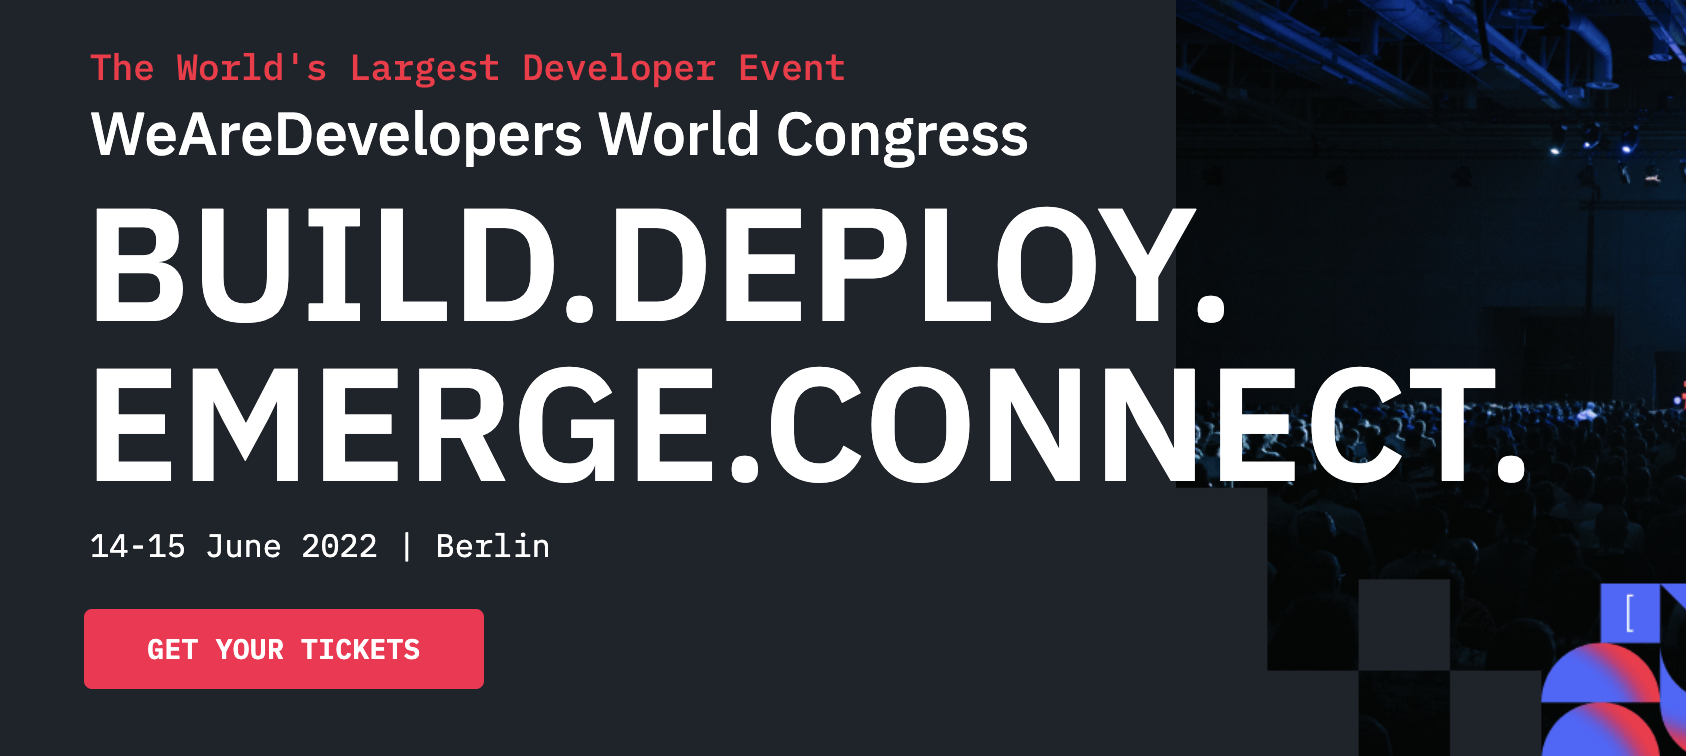 The World's Largest Developer Event
WeAreDevelopers World Congress
BUILD.DEPLOY.
EMERGE.CONNECT.
14-15 June 2022 | Berlin
GET YOUR TICKETS
[